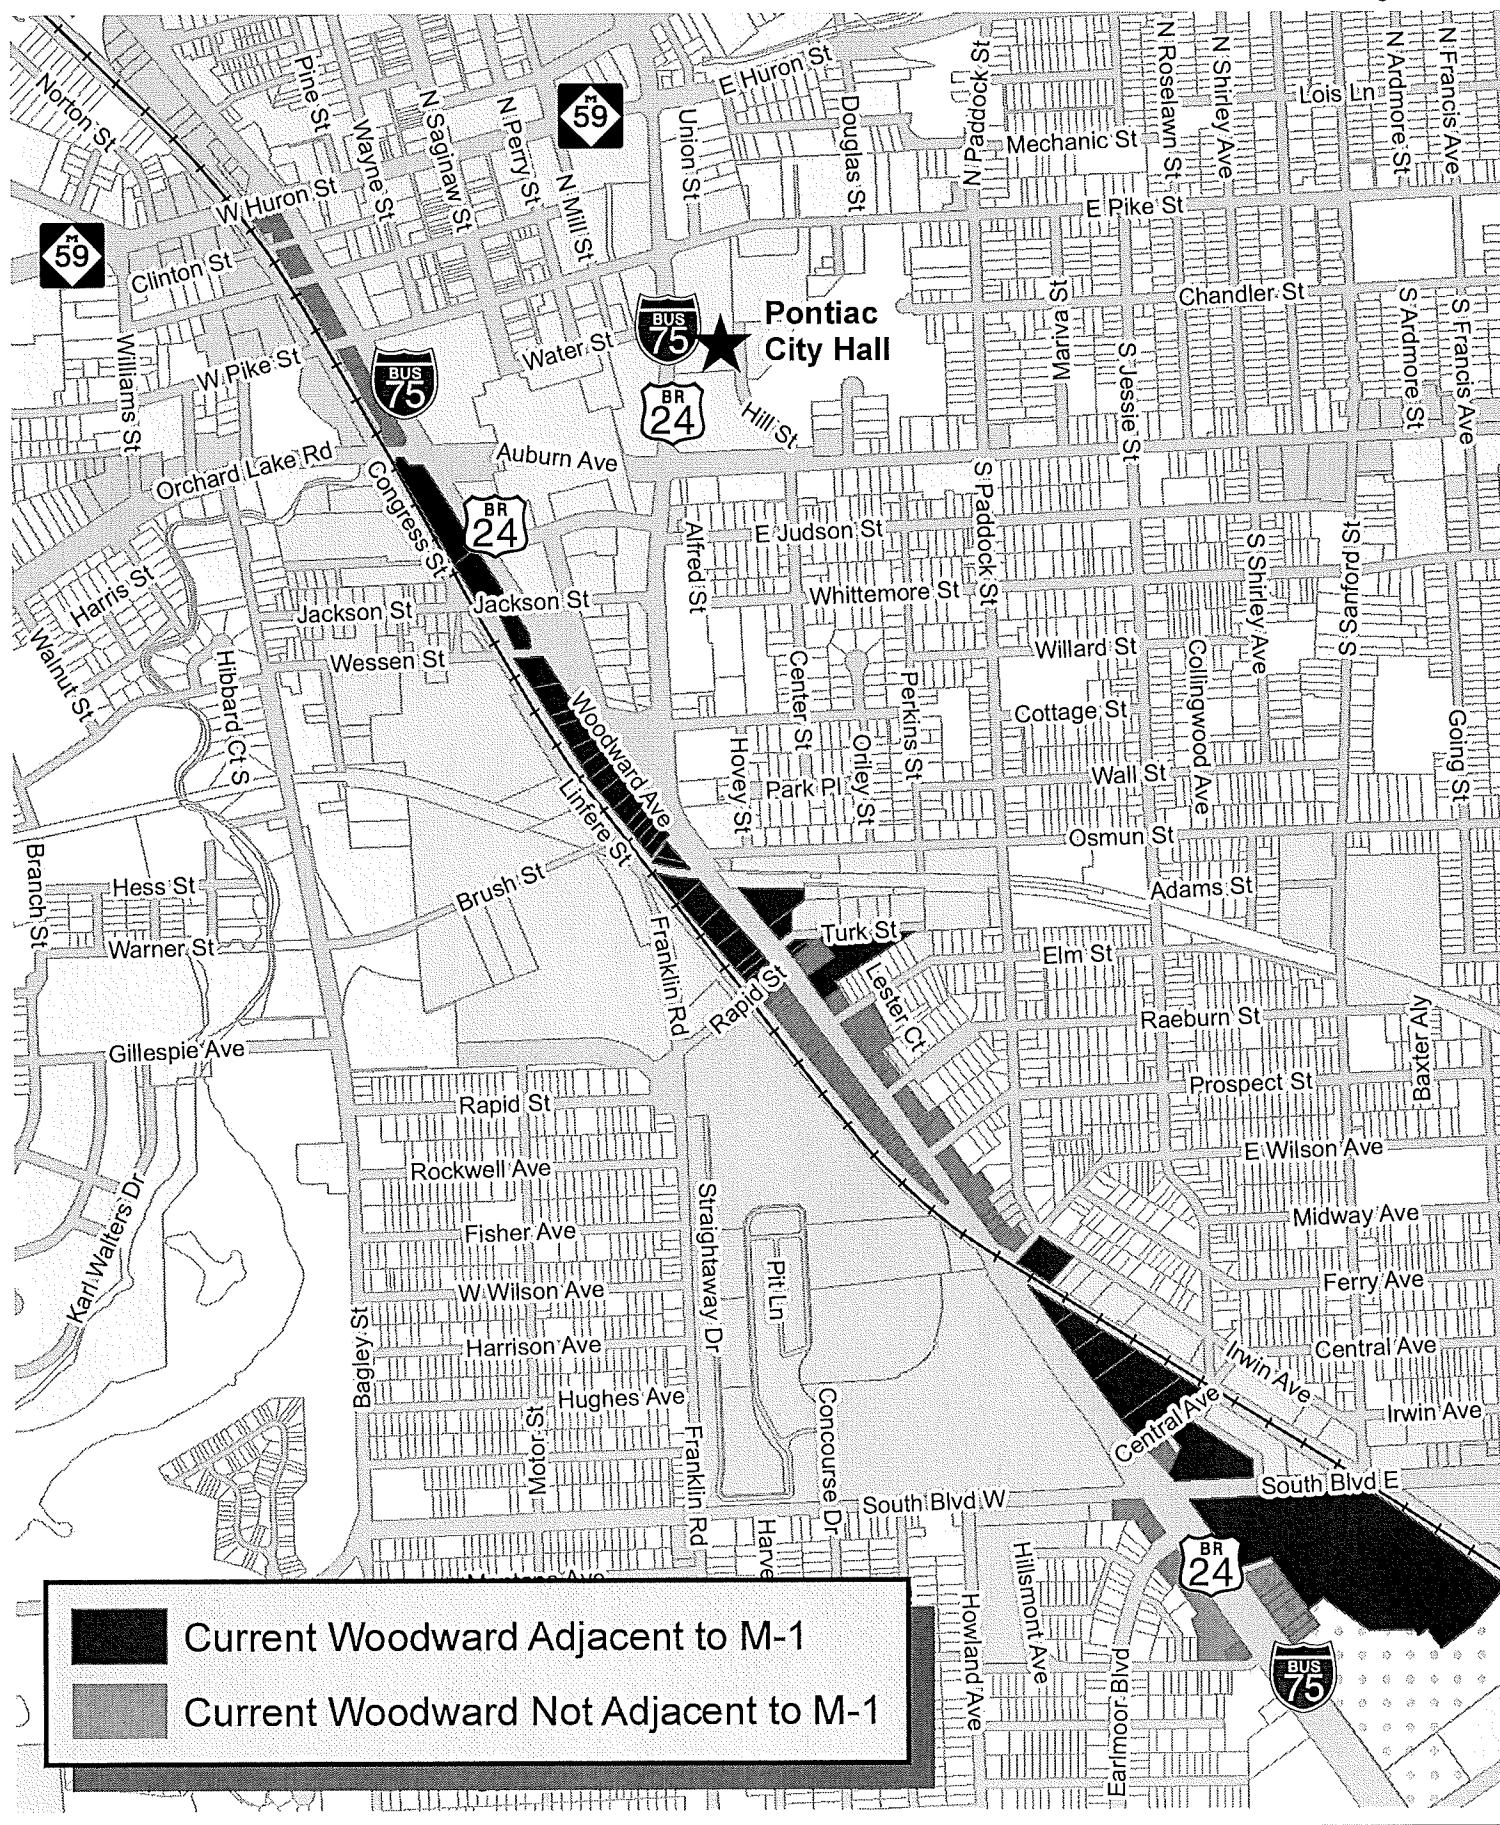 E Huron St
N Paddock St
N Roselawn St
N Shirley Ave
N Ardmore St
N Francis Ave
Lois Ln
Norton St
Pine St
Wayne St
N Saginaw St
N Perry St
M
59
Union St
Douglas St
Mechanic St
W Huron St
N Mill St
E Pike St
M
59
Clinton St
Chandler St
Marva St
S Ardmore St
S Francis Ave
BUS
75
Pontiac
City Hall
Water St
Williams St
W Pike St
BUS
75
BR
24
Hill St
S Jessie St
Orchard Lake Rd
Auburn Ave
Congress St
BR
24
Alfred St
E Judson St
S Paddock St
S Shirley Ave
S Sanford St
Harris St
Jackson St
Jackson St
Whittemore St
Walnut St
Hibbard Ct S
Wessen St
Center St
Willard St
Perkins St
Collingwood Ave
Woodward Ave
Cottage St
Going St
Hovey St
Oriley St
Park Pl
Wall St
Linfere St
Osmun St
Branch St
Hess St
Brush St
Adams St
Warner St
Franklin Rd
Turk St
Elm St
Rapid St
Lester Ct
Raeburn St
Baxter Aly
Gillespie Ave
Prospect St
Rapid St
E Wilson Ave
Rockwell Ave
Karl Walters Dr
Straightaway Dr
Midway Ave
Fisher Ave
Pit Ln
Ferry Ave
W Wilson Ave
Bagley St
Harrison Ave
Irwin Ave
Central Ave
Hughes Ave
Concourse Dr
Central Ave
Irwin Ave
Motor St
Franklin Rd
South Blvd E
South Blvd W
BR
24
Hillsmont Ave
Howland Ave
Earlmoor Blvd
BUS
75
Current Woodward Adjacent to M-1
Current Woodward Not Adjacent to M-1